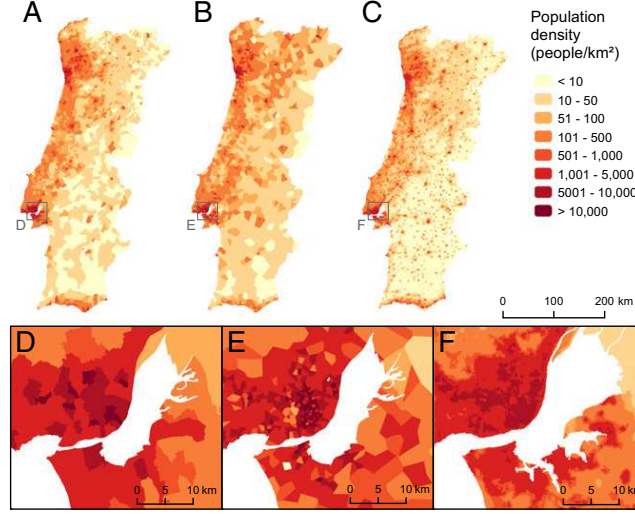 A
B
C
Population
density
(people/km²)
< 10
10 - 50
51 - 100
101 - 500
501 - 1,000
1,001 - 5,000
5001 - 10,000
> 10,000
D
E
F
0 100 200 km
D
E
F
0 5 10 km
0 5 10 km
0 5 10 km